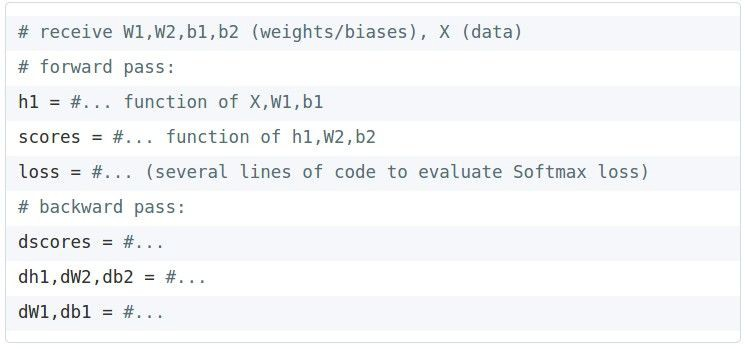 # receive W1,W2,b1,b2 (weights/biases), X (data)
# forward pass:
h1 = #... function of X,W1,b1
scores = #... function of h1,W2,b2
loss = #... (several lines of code to evaluate Softmax loss)
# backward pass:
dscores = #...
dh1,dW2,db2 = #...
dW1,db1 = #...